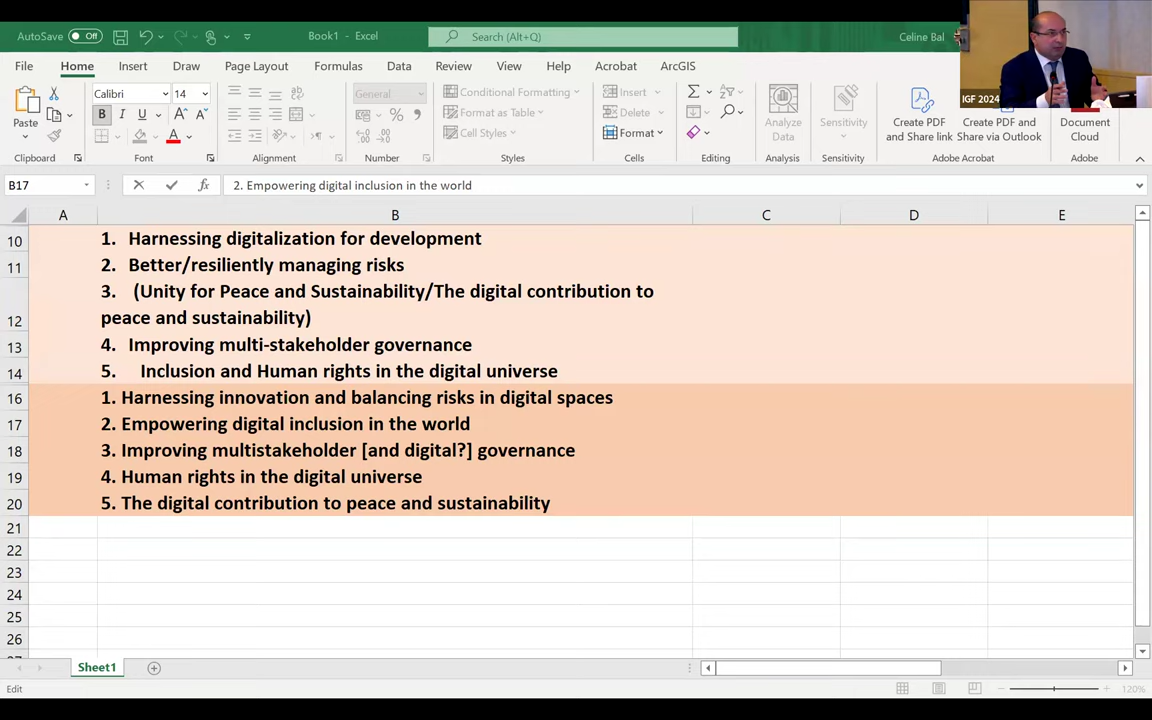 AutoSave Off Book1 - Excel Search (Alt+Q) Celine Bal
IGF 2024
File Home Insert Draw Page Layout Formulas Data Review View Help Acrobat ArcGIS
Paste
Clipboard
Calibri 14
B I U A A
A
Font
ab
Alignment
General
$ % ,
Number
Conditional Formatting
Format as Table
Cell Styles
Styles
Insert
Delete
Format
Cells
Editing
Analyze
Data
Analysis
Sensitivity
Sensitivity
Create PDF
and Share link
Create PDF and
Share via Outlook
Adobe Acrobat
Document
Cloud
Adobe
B17 fx 2. Empowering digital inclusion in the world
A B C D E
10 1. Harnessing digitalization for development
11 2. Better/resiliently managing risks
3. (Unity for Peace and Sustainability/The digital contribution to
12 peace and sustainability)
13 4. Improving multi-stakeholder governance
14 5. Inclusion and Human rights in the digital universe
16 1. Harnessing innovation and balancing risks in digital spaces
17 2. Empowering digital inclusion in the world
18 3. Improving multistakeholder [and digital?] governance
19 4. Human rights in the digital universe
20 5. The digital contribution to peace and sustainability
21
22
23
24
25
26
Sheet1
Edit 120%